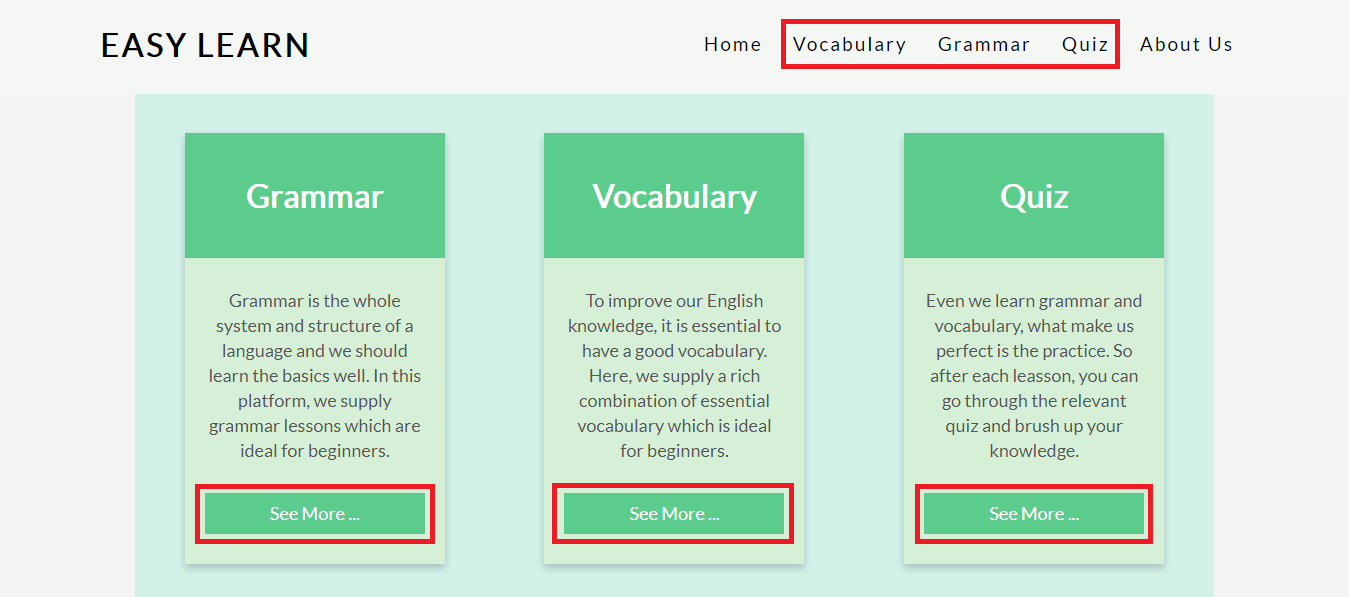 EASY LEARN
Home Vocabulary Grammar Quiz About Us
Grammar
Grammar is the whole
system and structure of a
language and we should
learn the basics well. In this
platform, we supply
grammar lessons which are
ideal for beginners.
See More ...
Vocabulary
To improve our English
knowledge, it is essential to
have a good vocabulary.
Here, we supply a rich
combination of essential
vocabulary which is ideal
for beginners.
See More ...
Quiz
Even we learn grammar and
vocabulary, what make us
perfect is the practice. So
after each leasson, you can
go through the relevant
quiz and brush up your
knowledge.
See More ...